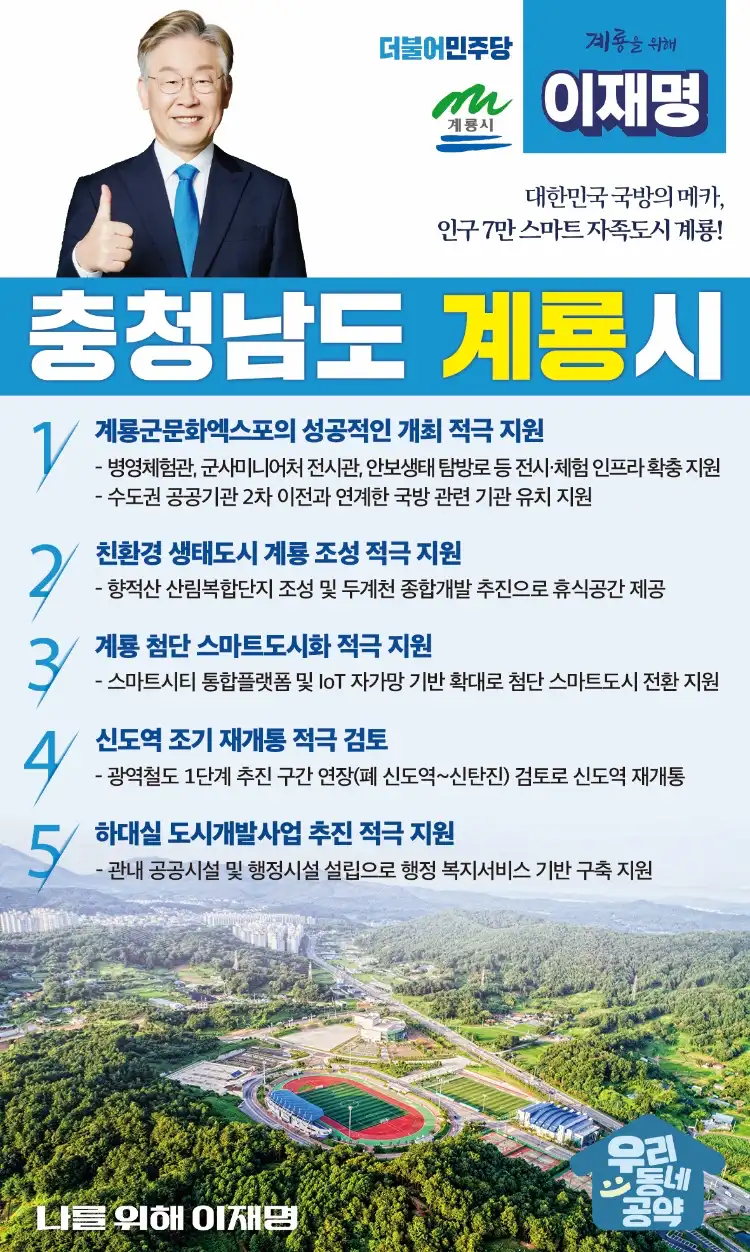 더불어민주당
계룡시
계룡을 위해
이재명
대한민국 국방의 메카,
인구 7만 스마트 자족도시 계룡!
충청남도 계룡시
1 계룡군문화엑스포의 성공적인 개최 적극 지원
- 병영체험관, 군사미니어처 전시관, 안보생태 탐방로 등 전시·체험 인프라 확충 지원
- 수도권 공공기관 2차 이전과 연계한 국방 관련 기관 유치 지원
2 친환경 생태도시 계룡 조성 적극 지원
- 향적산 산림복합단지 조성 및 두계천 종합개발 추진으로 휴식공간 제공
3 계룡 첨단 스마트도시화 적극 지원
- 스마트시티 통합플랫폼 및 IoT 자가망 기반 확대로 첨단 스마트도시 전환 지원
4 신도역 조기 재개통 적극 검토
- 광역철도 1단계 추진 구간 연장(폐 신도역~신탄진) 검토로 신도역 재개통
5 하대실 도시개발사업 추진 적극 지원
- 관내 공공시설 및 행정시설 설립으로 행정 복지서비스 기반 구축 지원
우리
동네
공약
나를 위해 이재명